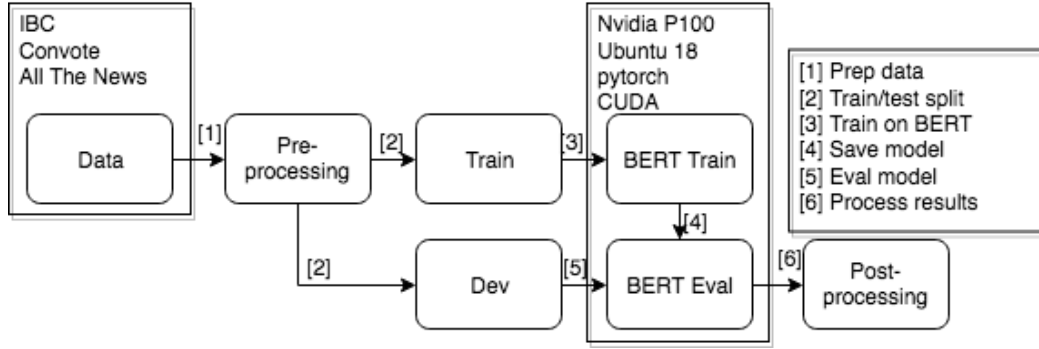 IBC
Convote
All The News
Data
[1]
Pre-
processing
[2]
Train
[3]
Nvidia P100
Ubuntu 18
pytorch
CUDA
BERT Train
[4]
[2]
Dev
[5]
BERT Eval
[6]
Post-
processing
[1] Prep data
[2] Train/test split
[3] Train on BERT
[4] Save model
[5] Eval model
[6] Process results